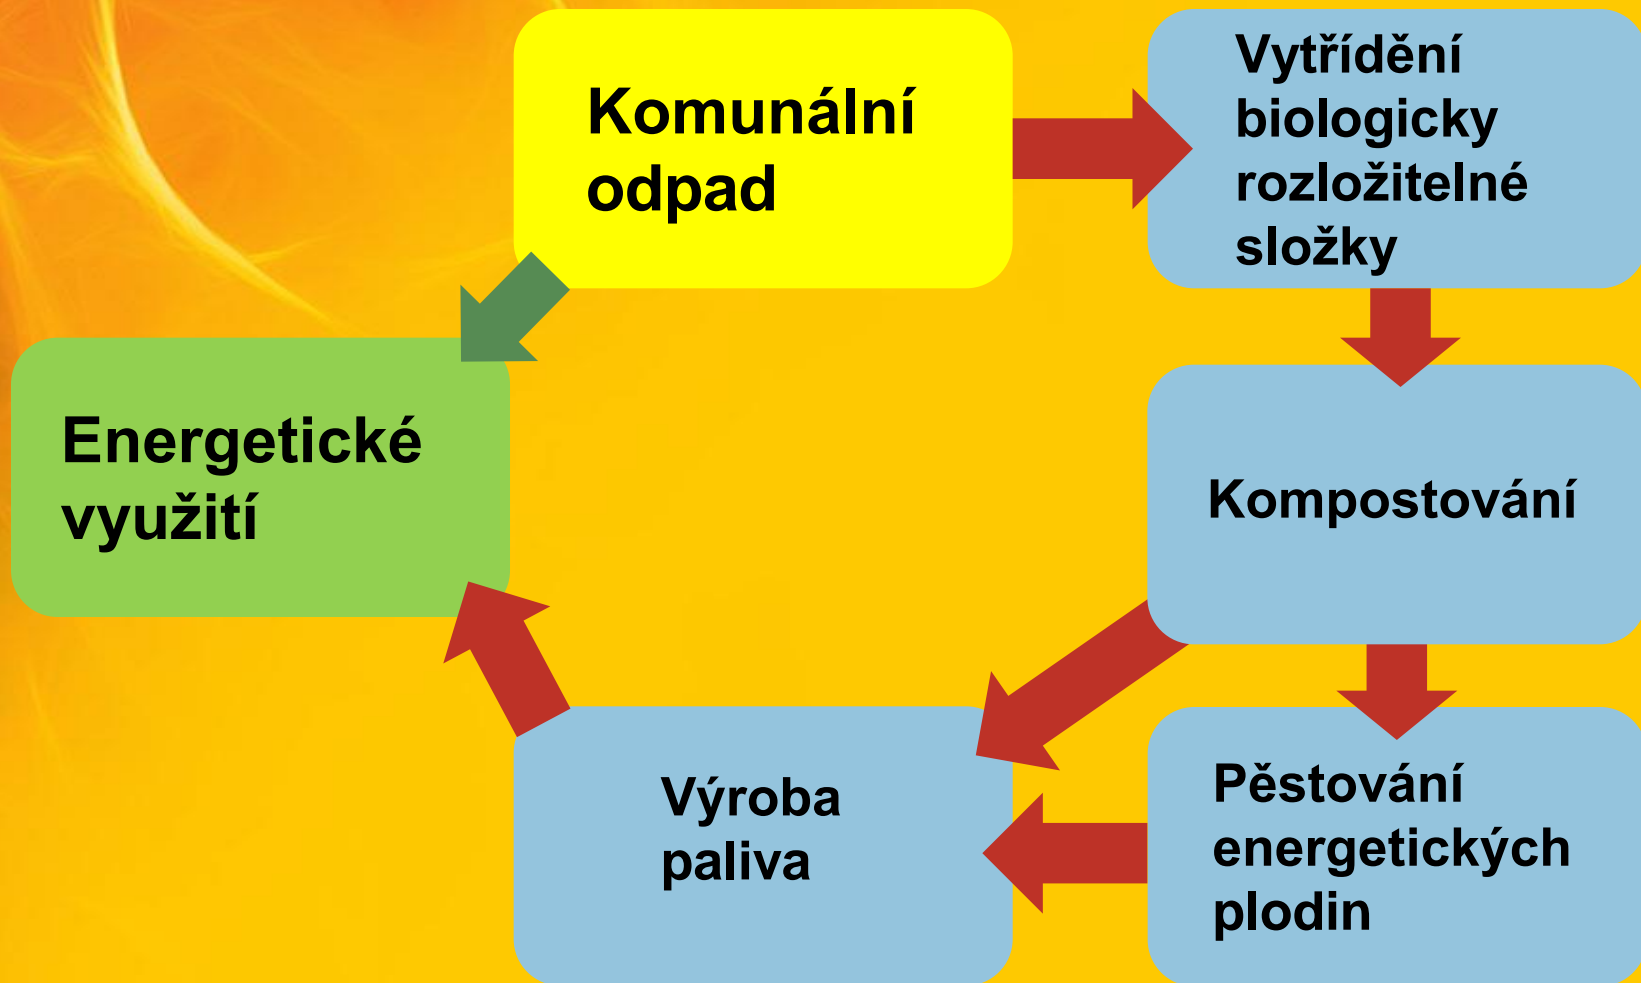 Komunální
odpad
Vytřídění
biologicky
rozložitelné
složky
Energetické
využití
Kompostování
Výroba
paliva
Pěstování
energetických
plodin